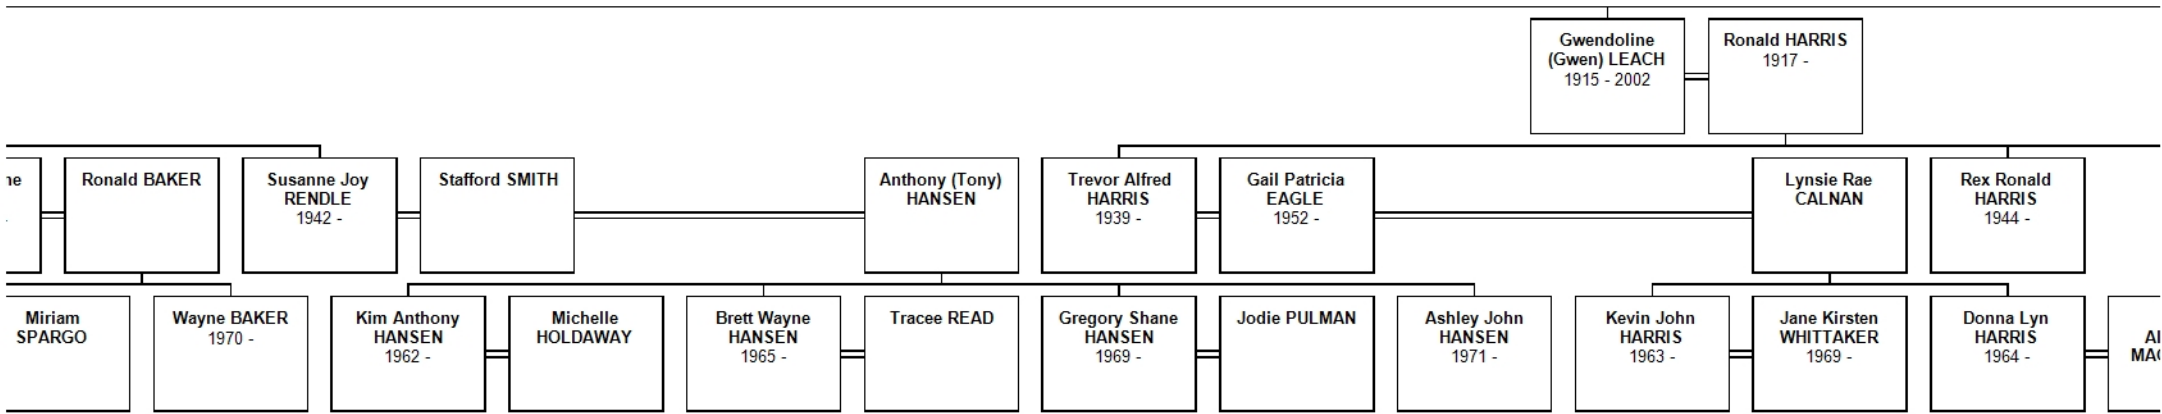 Gwendoline
(Gwen) LEACH
1915 - 2002
Ronald HARRIS
1917 -
Ronald BAKER
Susanne Joy
RENDLE
1942 -
Stafford SMITH
Anthony (Tony)
HANSEN
Trevor Alfred
HARRIS
1939 -
Gail Patricia
EAGLE
1952 -
Lynsie Rae
CALNAN
Rex Ronald
HARRIS
1944 -
Miriam
SPARGO
Wayne BAKER
1970 -
Kim Anthony
HANSEN
1962 -
Michelle
HOLDAWAY
Brett Wayne
HANSEN
1965 -
Tracee READ
Gregory Shane
HANSEN
1969 -
Jodie PULMAN
Ashley John
HANSEN
1971 -
Kevin John
HARRIS
1963 -
Jane Kirsten
WHITTAKER
1969 -
Donna Lyn
HARRIS
1964 -